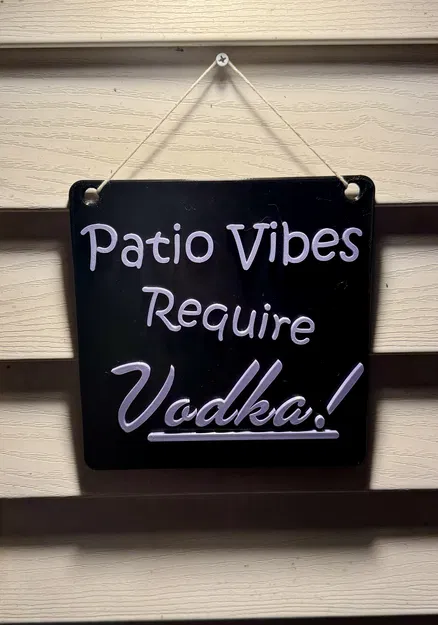 Patio Vibes
Require
Vodka!